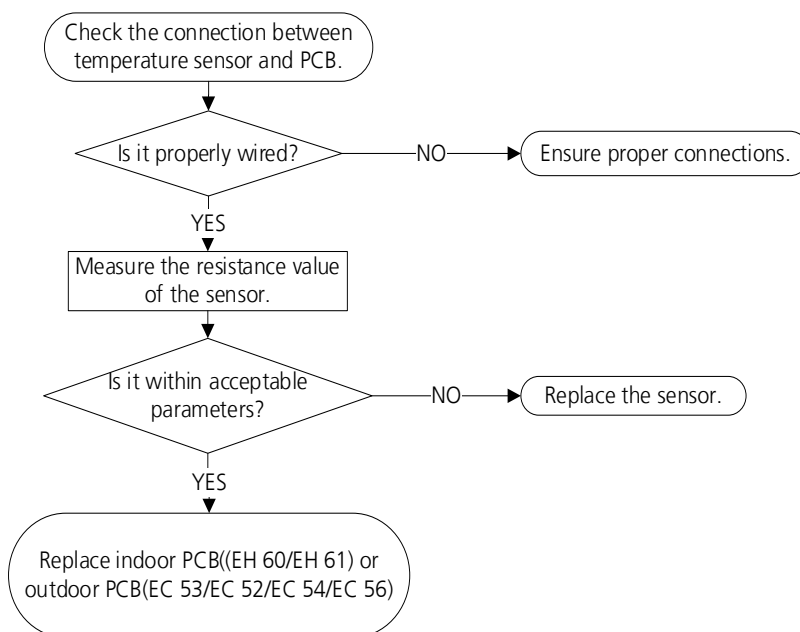 Check the connection between
temperature sensor and PCB.
Is it properly wired?
NO
Ensure proper connections.
YES
Measure the resistance value
of the sensor.
Is it within acceptable
parameters?
NO
Replace the sensor.
YES
Replace indoor PCB((EH 60/EH 61) or
outdoor PCB(EC 53/EC 52/EC 54/EC 56)